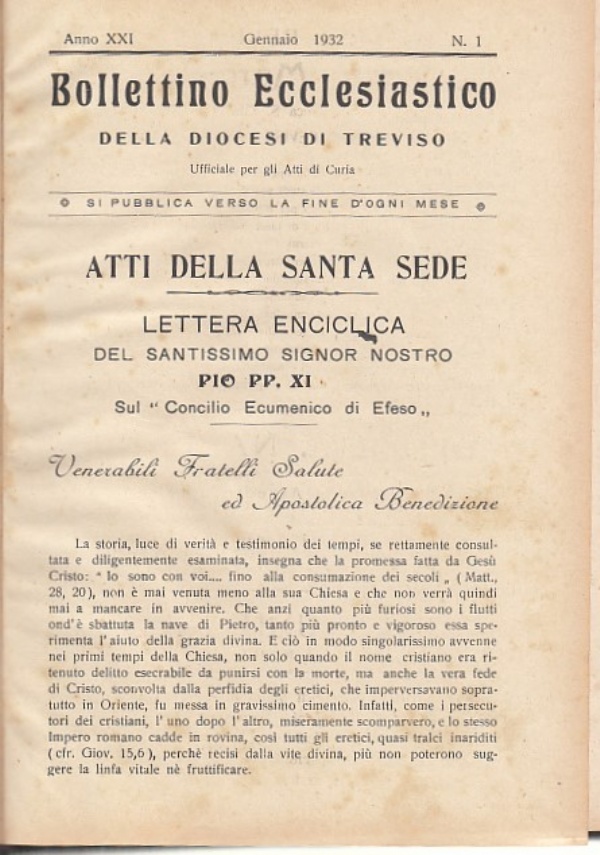 Anno XXI Gennaio 1932 N. 1
Bollettino Ecclesiastico
DELLA DIOCESI DI TREVISO
Ufficiale per gli Atti di Curia
SI PUBBLICA VERSO LA FINE D'OGNI MESE
ATTI DELLA SANTA SEDE
LETTERA ENCICLICA
DEL SANTISSIMO SIGNOR NOSTRO
PIO PP. XI
Sul “ Concilio Ecumenico di Efeso „
Venerabili Fratelli Salute
ed Apostolica Benedizione
La storia, luce di verità e testimonio dei tempi, se rettamente consul-
tata e diligentemente esaminata, insegna che la promessa fatta da Gesù
Cristo: “ Io sono con voi.... fino alla consumazione dei secoli „ ( Matt.,
28, 20), non è mai venuta meno alla sua Chiesa e che non verrà quindi
mai a mancare in avvenire. Che anzi quanto più furiosi sono i flutti
ond'è sbattuta la nave di Pietro, tanto più pronto e vigoroso essa spe-
rimenta l'aiuto della grazia divina. E ciò in modo singolarissimo avvenne
nei primi tempi della Chiesa, non solo quando il nome cristiano era ri-
tenuto delitto esecrabile da punirsi con la morte, ma anche la vera fede
di Cristo, sconvolta dalla perfidia degli eretici, che imperversavano sopra-
tutto in Oriente, fu messa in gravissimo cimento. Infatti, come i persecu-
tori dei cristiani, l'uno dopo l'altro, miseramente scomparvero, e lo stesso
Impero romano cadde in rovina, così tutti gli eretici, quasi tralci inariditi
( cfr. Giov. 15,6 ), perchè recisi dalla vite divina, più non poterono sug-
gere la linfa vitale nè fruttificare.